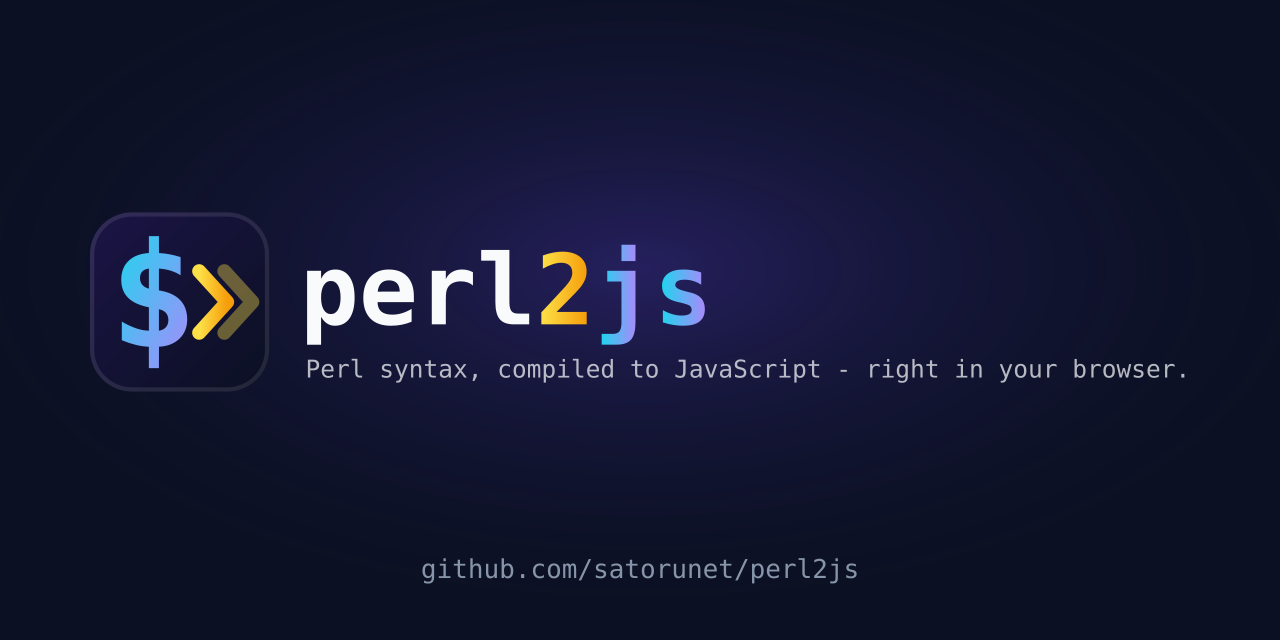 $
perl2js
Perl syntax, compiled to JavaScript - right in your browser.
github.com/satorunet/perl2js